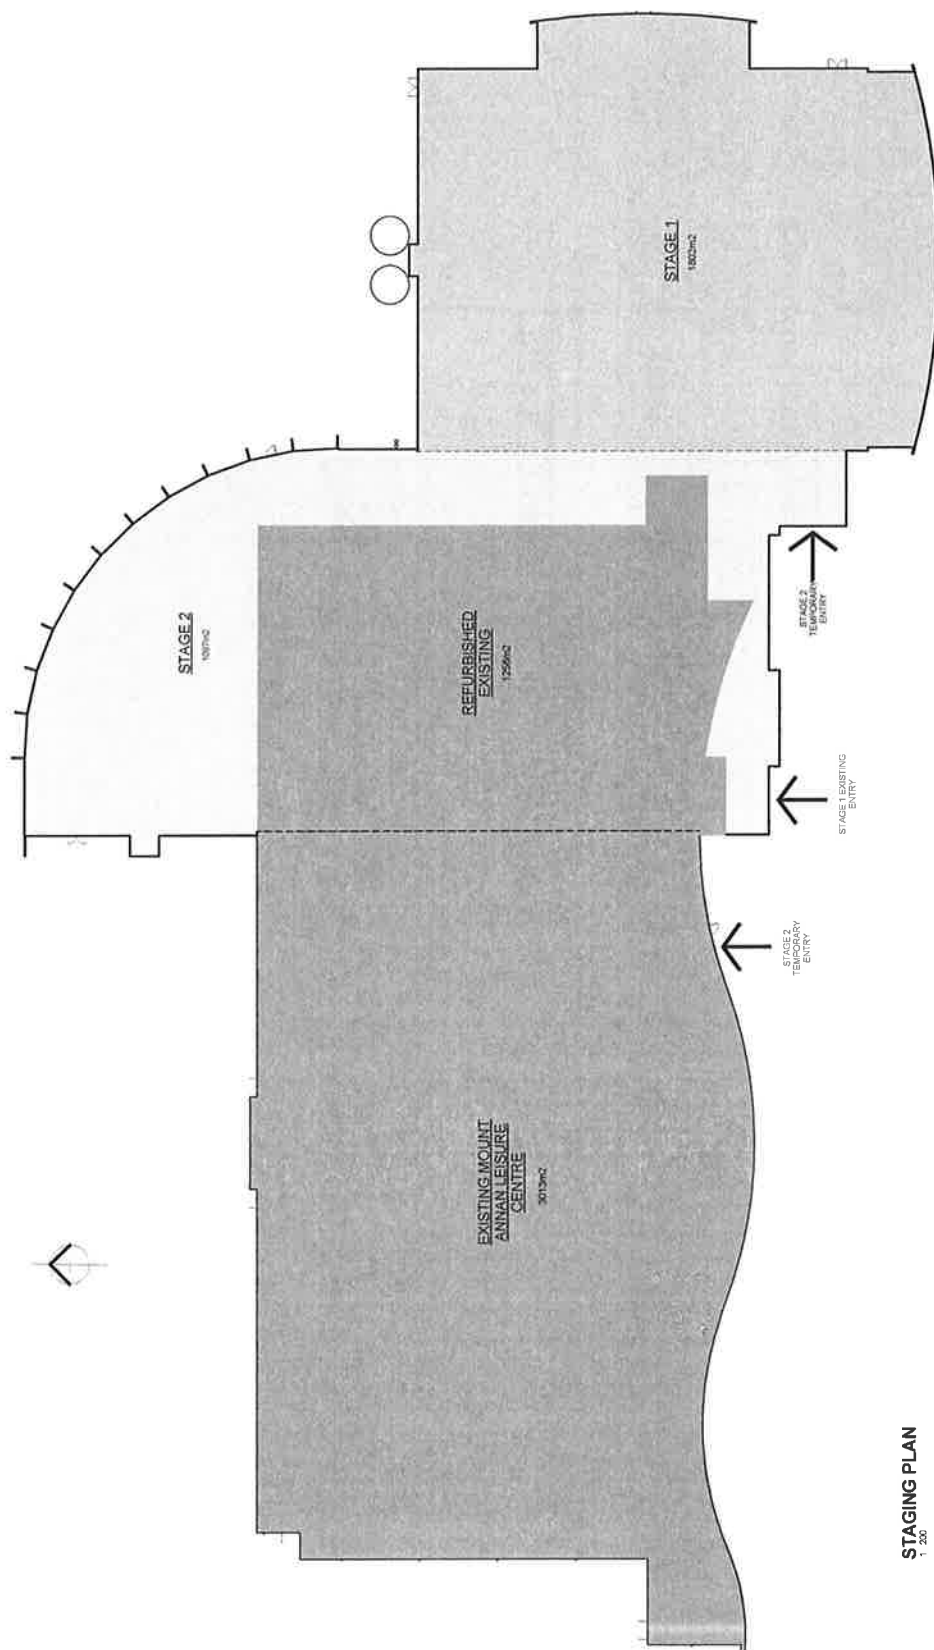 STAGE 1
1802m2
STAGE 2
1097m2
REFURBISHED
EXISTING
1256m2
STAGE 2
TEMPORARY
ENTRY
STAGE 1 EXISTING
ENTRY
STAGE 2
TEMPORARY
ENTRY
EXISTING MOUNT
ANNAN LEISURE
CENTRE
3013m2
STAGING PLAN
1 200